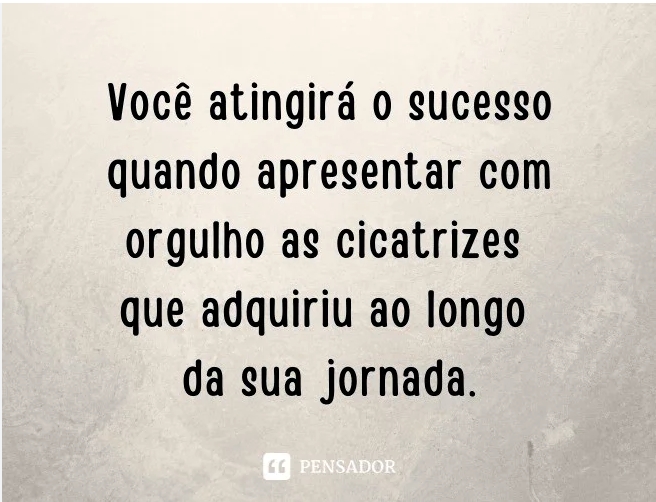 Você atingirá o sucesso
quando apresentar com
orgulho as cicatrizes
que adquiriu ao longo
da sua jornada.
PENSADOR